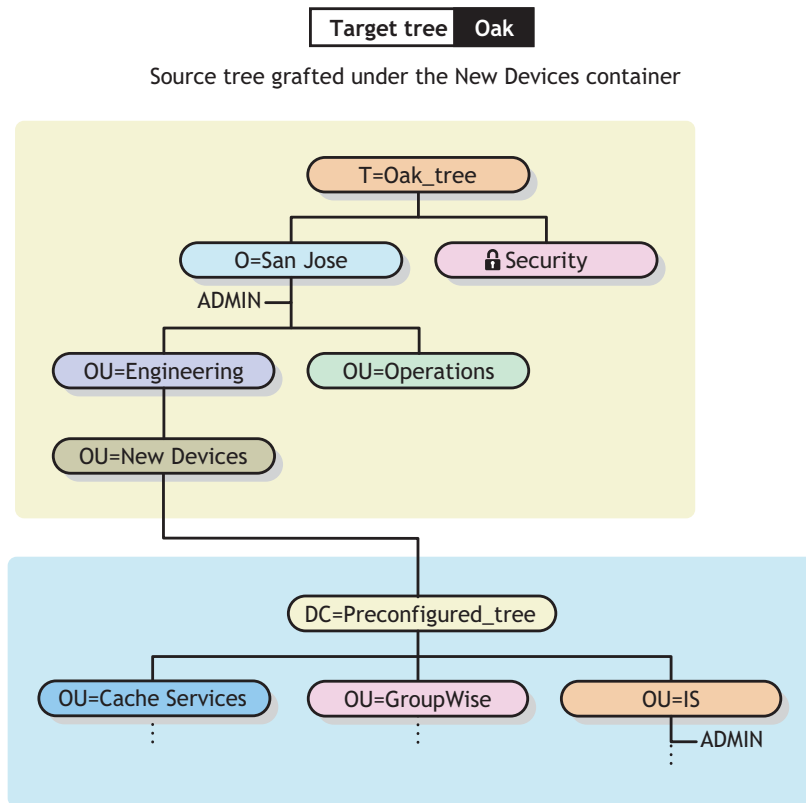 Target tree Oak
Source tree grafted under the New Devices container
T=Oak_tree
O=San Jose
Security
ADMIN
OU=Engineering
OU=Operations
OU=New Devices
DC=Preconfigured_tree
OU=Cache Services
OU=GroupWise
OU=IS
ADMIN